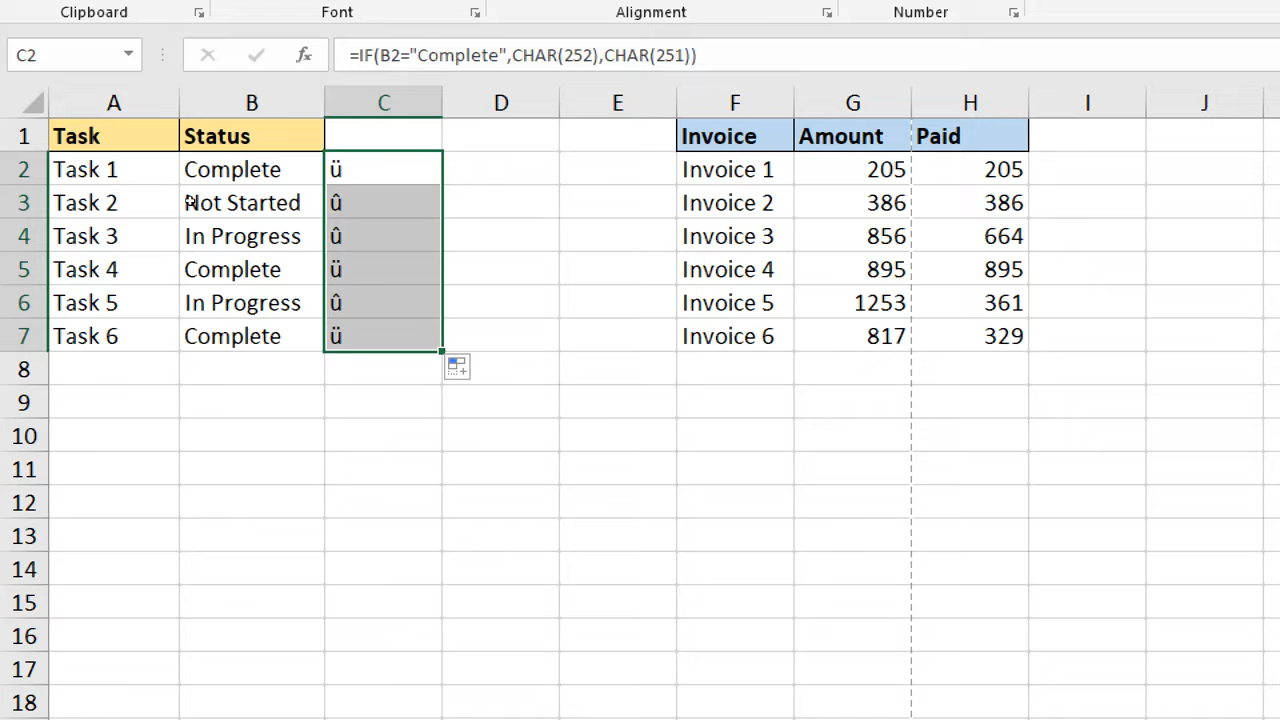 Clipboard Font Alignment Number
C2 fx =IF(B2="Complete",CHAR(252),CHAR(251))
A B C D E F G H I J
1 Task Status Invoice Amount Paid
2 Task 1 Complete ü Invoice 1 205 205
3 Task 2 Not Started û Invoice 2 386 386
4 Task 3 In Progress û Invoice 3 856 664
5 Task 4 Complete ü Invoice 4 895 895
6 Task 5 In Progress û Invoice 5 1253 361
7 Task 6 Complete ü Invoice 6 817 329
8
9
10
11
12
13
14
15
16
17
18